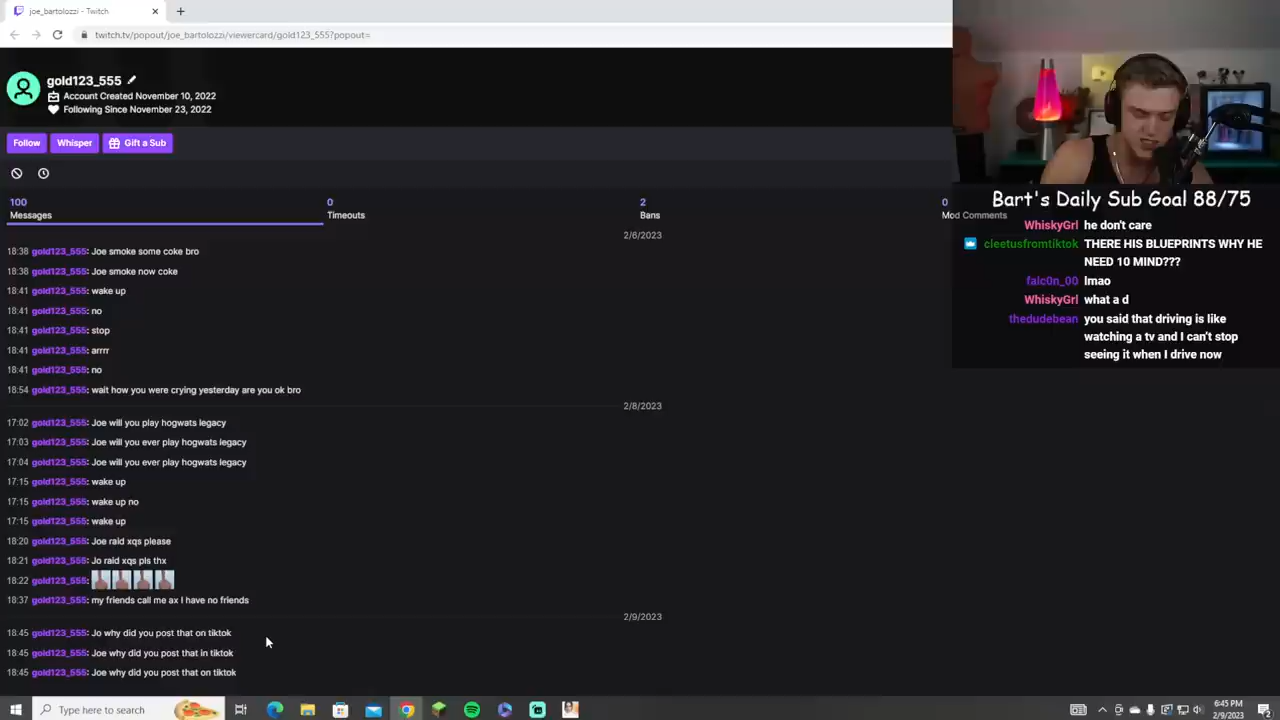 joe_bartolozzi - Twitch
twitch.tv/popout/joe_bartolozzi/viewercard/gold123_555?popout=
gold123_555
Account Created November 10, 2022
Following Since November 23, 2022
Follow Whisper Gift a Sub
100 0 2 0
Messages Timeouts Bans Mod Comments
2/6/2023
18:38 gold123_555: Joe smoke some coke bro
18:38 gold123_555: Joe smoke now coke
18:41 gold123_555: wake up
18:41 gold123_555: no
18:41 gold123_555: stop
18:41 gold123_555: arrrr
18:41 gold123_555: no
18:54 gold123_555: wait how you were crying yesterday are you ok bro
2/8/2023
17:02 gold123_555: Joe will you play hogwats legacy
17:03 gold123_555: Joe will you ever play hogwats legacy
17:04 gold123_555: Joe will you ever play hogwats legacy
17:15 gold123_555: wake up
17:15 gold123_555: wake up no
17:15 gold123_555: wake up
18:20 gold123_555: Joe raid xqs please
18:21 gold123_555: Jo raid xqs pls thx
18:22 gold123_555:
18:37 gold123_555: my friends call me ax I have no friends
2/9/2023
18:45 gold123_555: Jo why did you post that on tiktok
18:45 gold123_555: Joe why did you post that in tiktok
18:45 gold123_555: Joe why did you post that on tiktok
Bart's Daily Sub Goal 88/75
WhiskyGrl he don't care
cleetusfromtiktok THERE HIS BLUEPRINTS WHY HE
NEED 10 MIND???
falc0n_00 lmao
WhiskyGrl what a d
thedudebean you said that driving is like
watching a tv and I can't stop
seeing it when I drive now
Type here to search
6:45 PM
2/9/2023